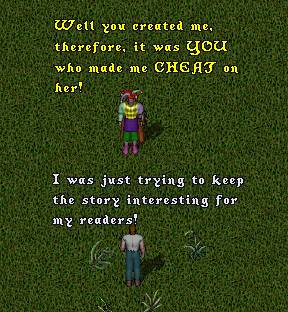 Well you created me,
therefore, it was YOU
who made me CHEAT on
her!
I was just trying to keep
the story interesting for
my readers!